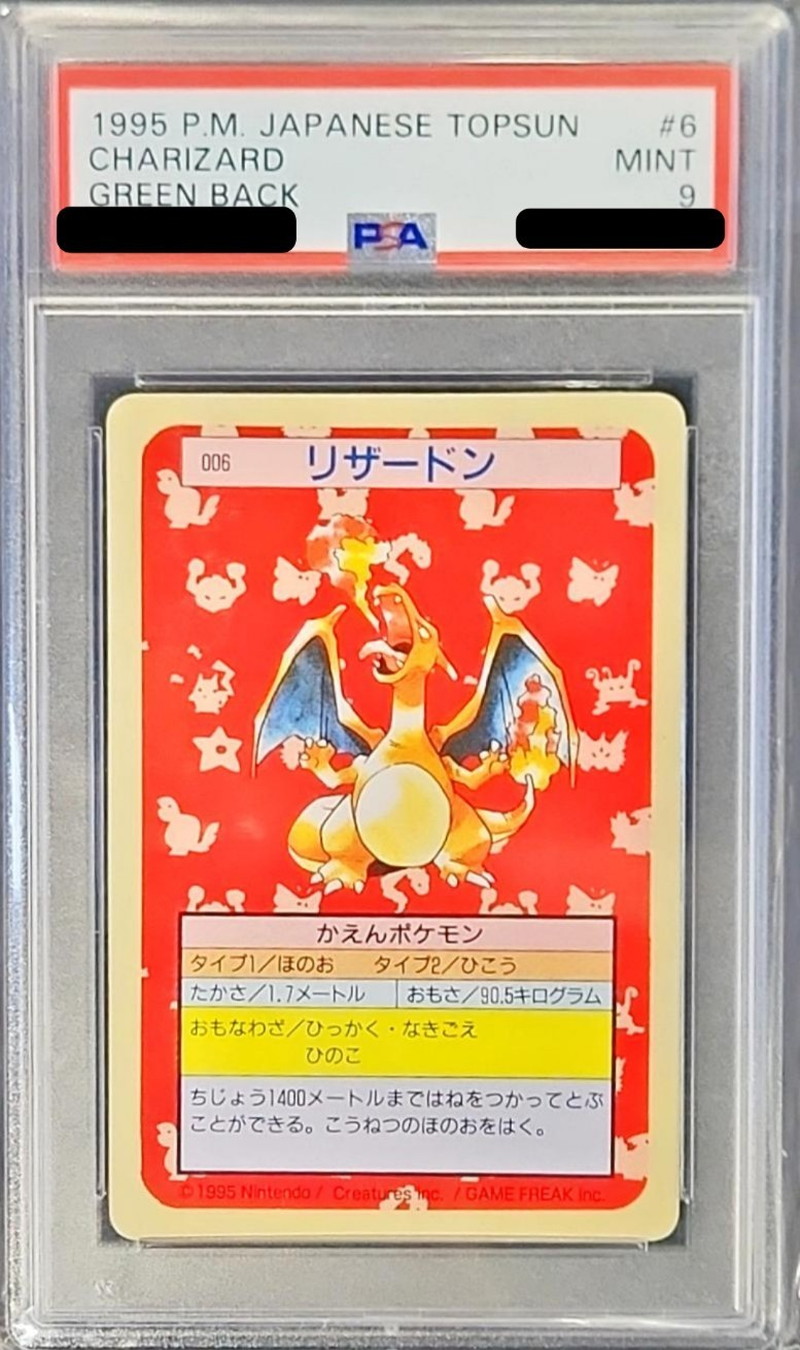 1995 P.M. JAPANESE TOPSUN #6
CHARIZARD MINT
GREEN BACK 9
PSA
006 リザードン
かえんポケモン
タイプ1/ほのお タイプ2/ひこう
たかさ/1.7メートル おもさ/90.5キログラム
おもなわざ/ひっかく・なきごえ
ひのこ
ちじょう1400メートルまではねをつかってとぶ
ことができる。こうねつのほのおをはく。
© 1995 Nintendo / Creatures inc. / GAME FREAK inc.